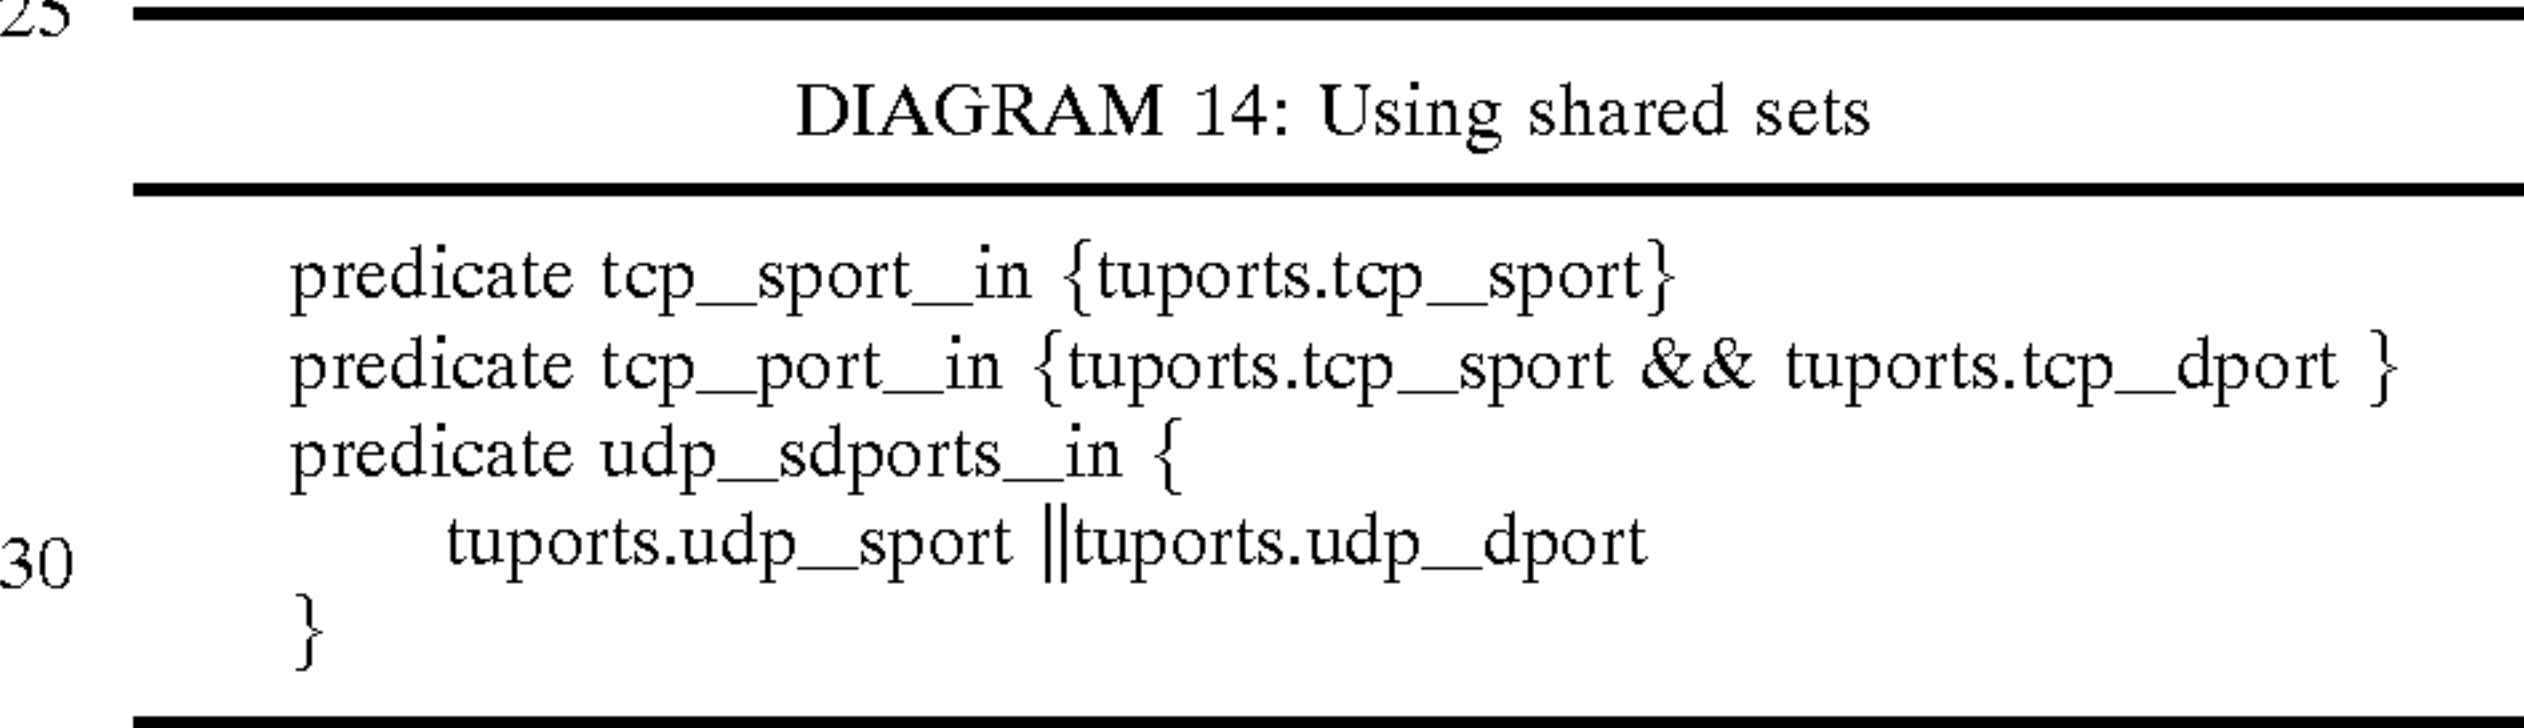 25
DIAGRAM 14: Using shared sets
predicate tcp_sport_in {tuports.tcp_sport}
predicate tcp_port_in {tuports.tcp_sport && tuports.tcp_dport }
predicate udp_sdports_in {
tuports.udp_sport ||tuports.udp_dport
30
}